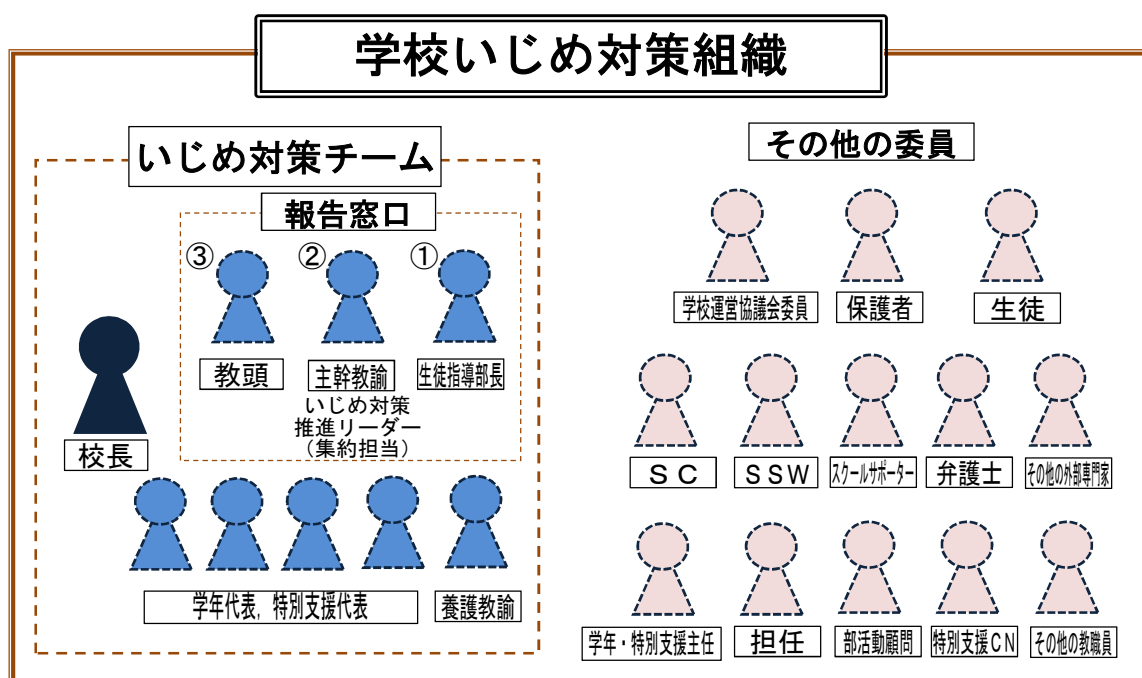 学校いじめ対策組織
いじめ対策チーム
報告窓口
③
②
①
教頭
主幹教諭
生徒指導部長
いじめ対策
推進リーダー
（集約担当）
校長
学年代表，特別支援代表
養護教諭
その他の委員
学校運営協議会委員
保護者
生徒
ＳＣ
ＳＳＷ
スクールサポーター
弁護士
その他の外部専門家
学年・特別支援主任
担任
部活動顧問
特別支援ＣＮ
その他の教職員